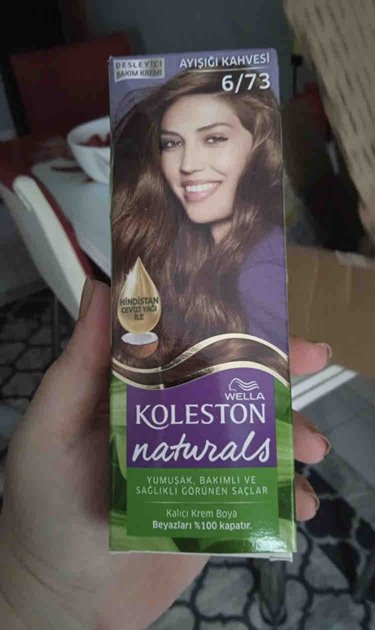 BESLEYİCİ
BAKIM KREMİ
AYIŞIĞI KAHVESİ
6/73
HİNDİSTAN
CEVİZİ YAĞI
İLE
WELLA
KOLESTON
naturals
YUMUŞAK, BAKIMLI VE
SAĞLIKLI GÖRÜNEN SAÇLAR
Kalıcı Krem Boya
Beyazları %100 kapatır.